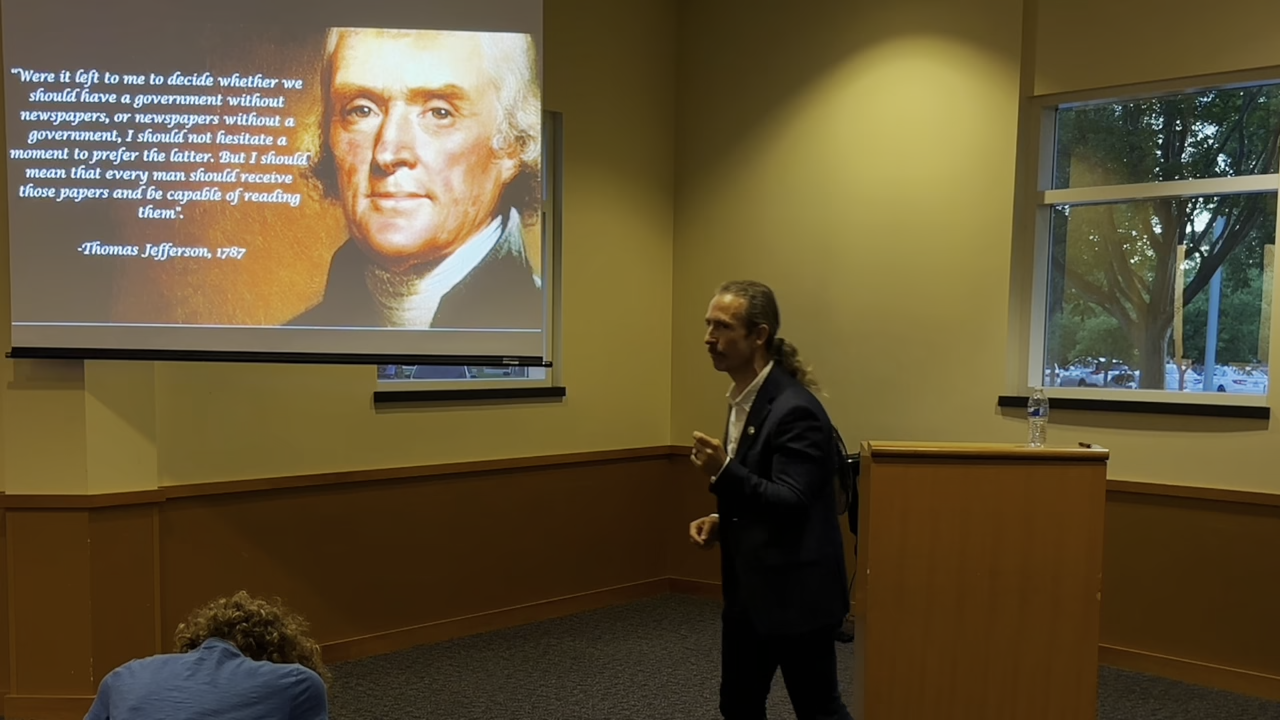 "Were it left to me to decide whether we
should have a government without
newspapers, or newspapers without a
government, I should not hesitate a
moment to prefer the latter. But I should
mean that every man should receive
those papers and be capable of reading
them".
-Thomas Jefferson, 1787